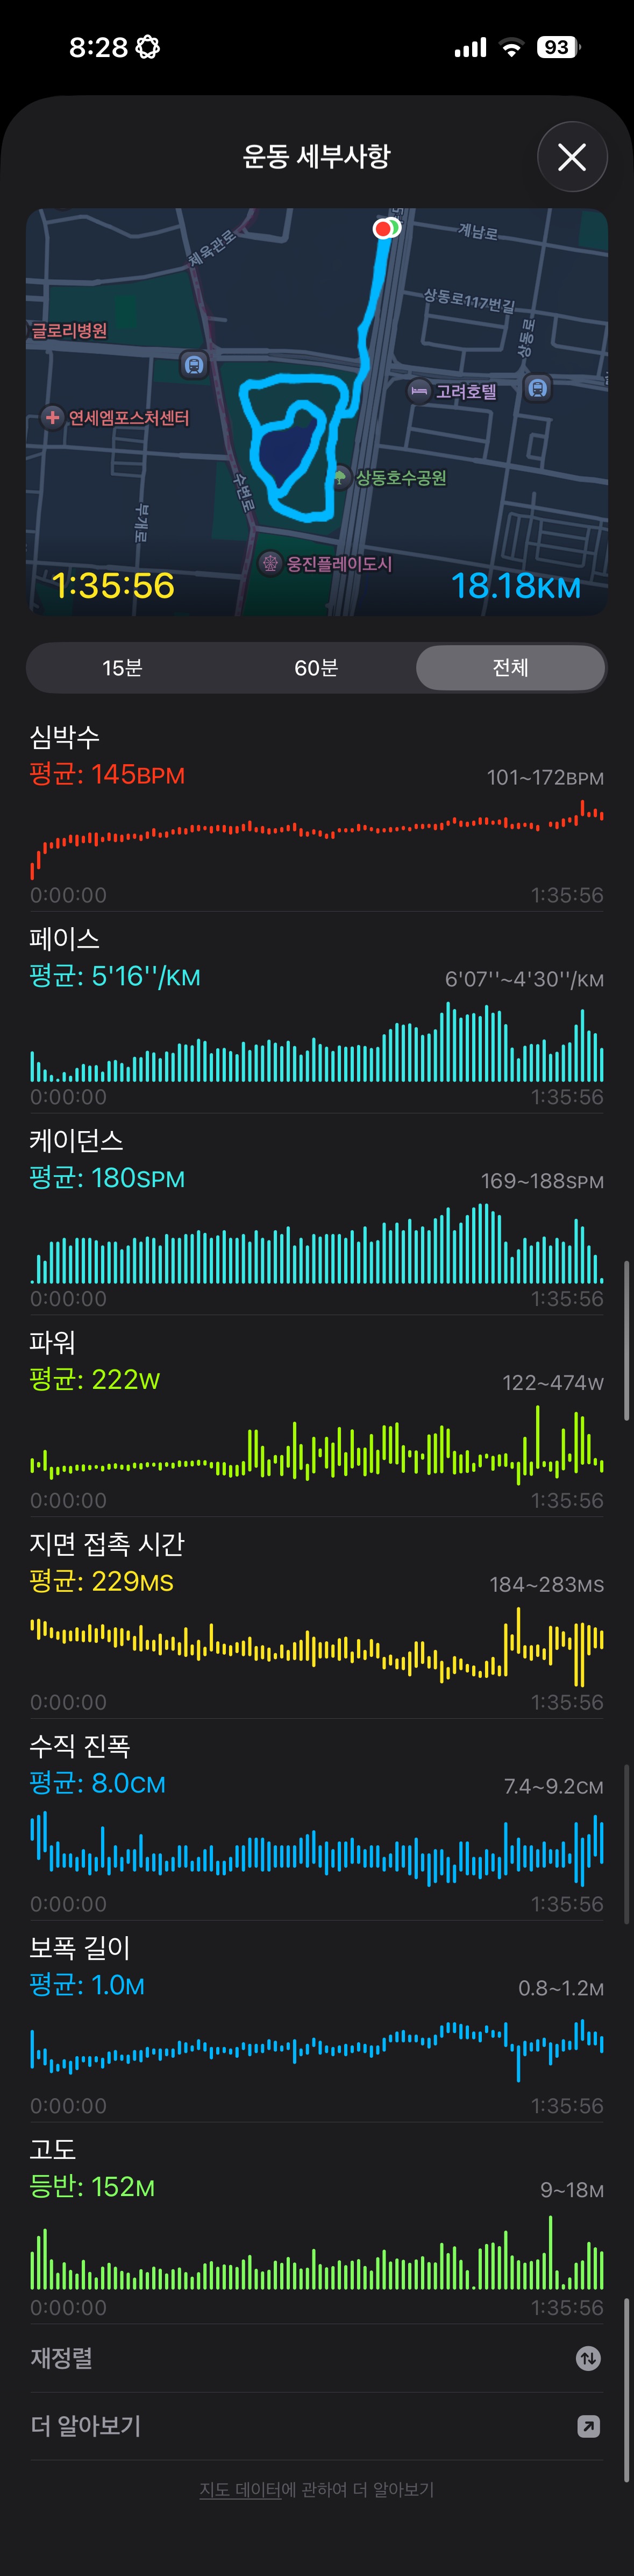 8:28
93
운동 세부사항
체육관로
계남로
상동로117번길
상동로
글로리병원
고려호텔
연세엠포스처센터
수변로
상동호수공원
부개로
웅진플레이도시
1:35:56
18.18KM
15분
60분
전체
심박수
평균: 145BPM
101~172BPM
0:00:00
1:35:56
페이스
평균: 5'16''/KM
6'07''~4'30''/KM
0:00:00
1:35:56
케이던스
평균: 180SPM
169~188SPM
0:00:00
1:35:56
파워
평균: 222W
122~474W
0:00:00
1:35:56
지면 접촉 시간
평균: 229MS
184~283MS
0:00:00
1:35:56
수직 진폭
평균: 8.0CM
7.4~9.2CM
0:00:00
1:35:56
보폭 길이
평균: 1.0M
0.8~1.2M
0:00:00
1:35:56
고도
등반: 152M
9~18M
0:00:00
1:35:56
재정렬
더 알아보기
지도 데이터에 관하여 더 알아보기